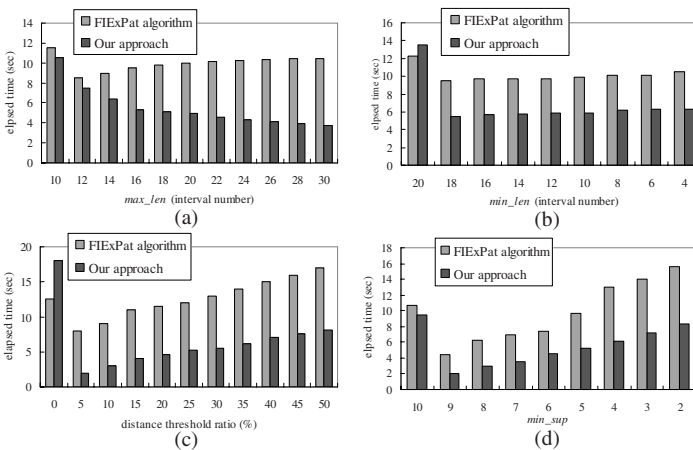 14
12
10
8
6
4
2
0
elpsed time (sec)
FIExPat algorithm
Our approach
10 12 14 16 18 20 22 24 26 28 30
max_len (interval number)
(a)
16
14
12
10
8
6
4
2
0
elpsed time (sec)
FIExPat algorithm
Our approach
20 18 16 14 12 10 8 6 4
min_len (interval number)
(b)
20
15
10
5
0
elapsed time (sec)
FIExPat algorithm
Our approach
0 5 10 15 20 25 30 35 40 45 50
distance threshold ratio (%)
(c)
18
16
14
12
10
8
6
4
2
0
elapsed time (sec)
FIExPat algorithm
Our approach
10 9 8 7 6 5 4 3 2
min_sup
(d)